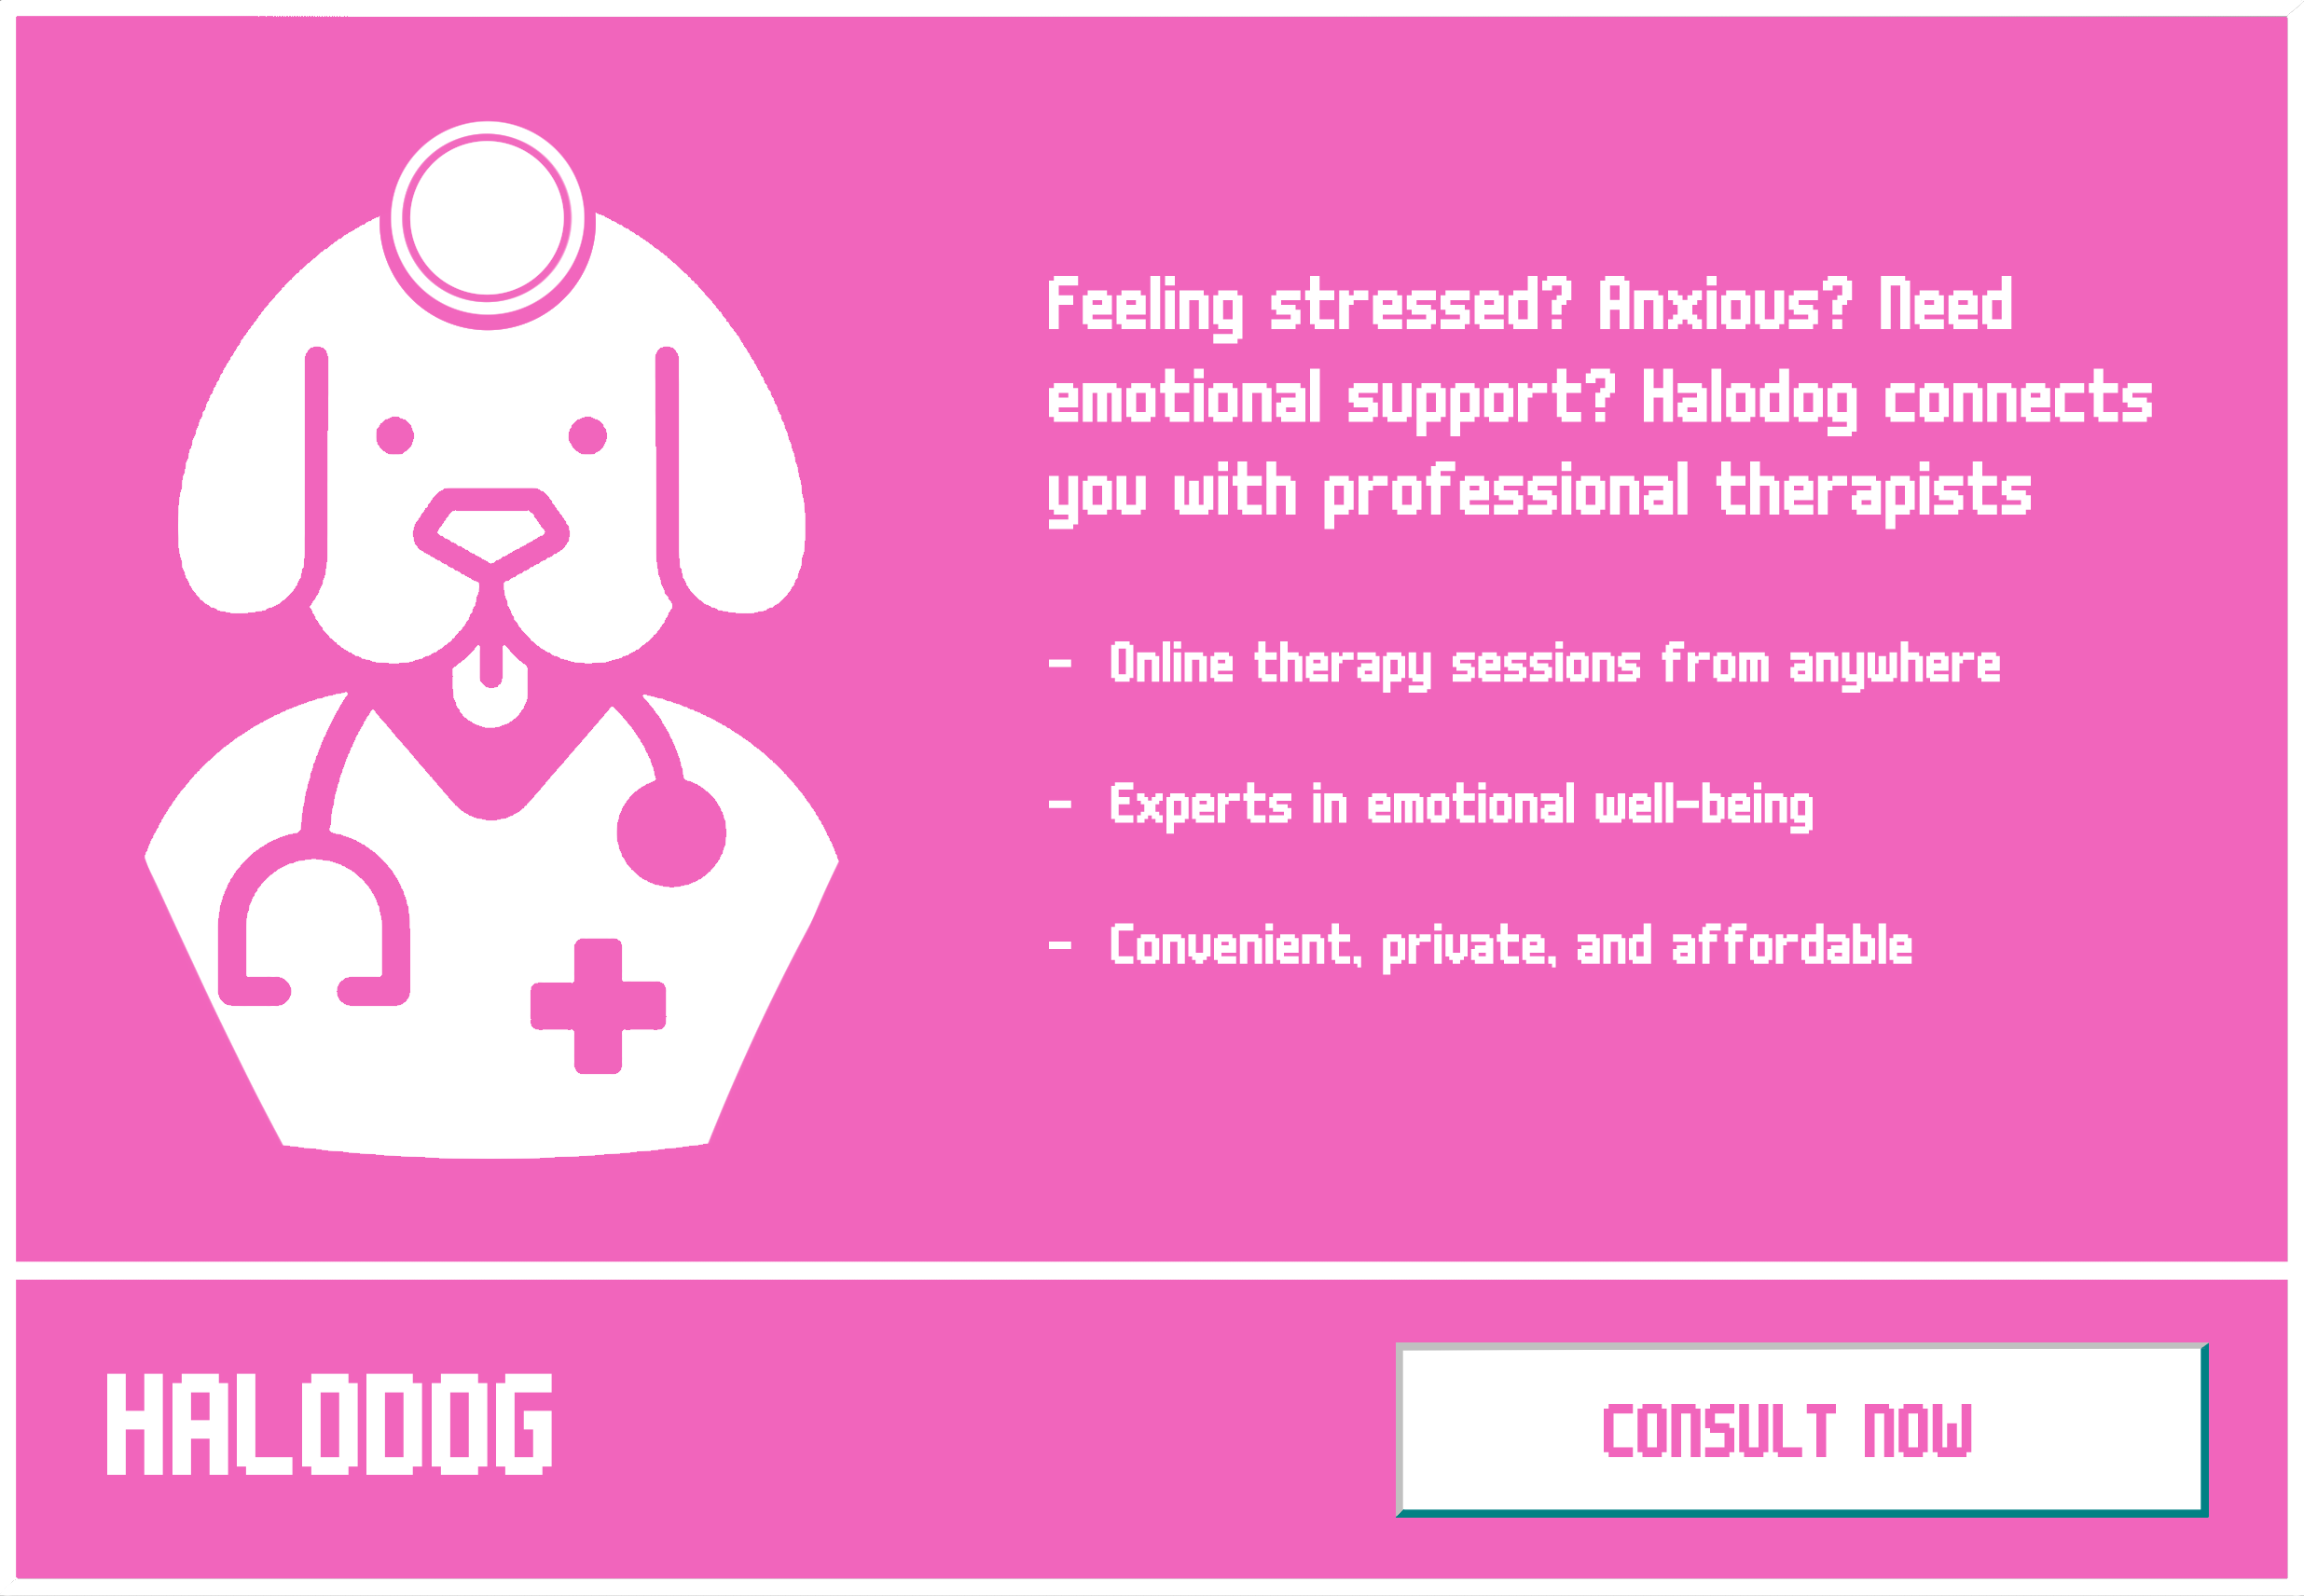 Feeling stressed? Anxious? Need
emotional support? Halodog connects
you with professional therapists
- Online therapy sessions from anywhere
- Experts in emotional well-being
- Convenient, private, and affordable
HALODOG
CONSULT NOW